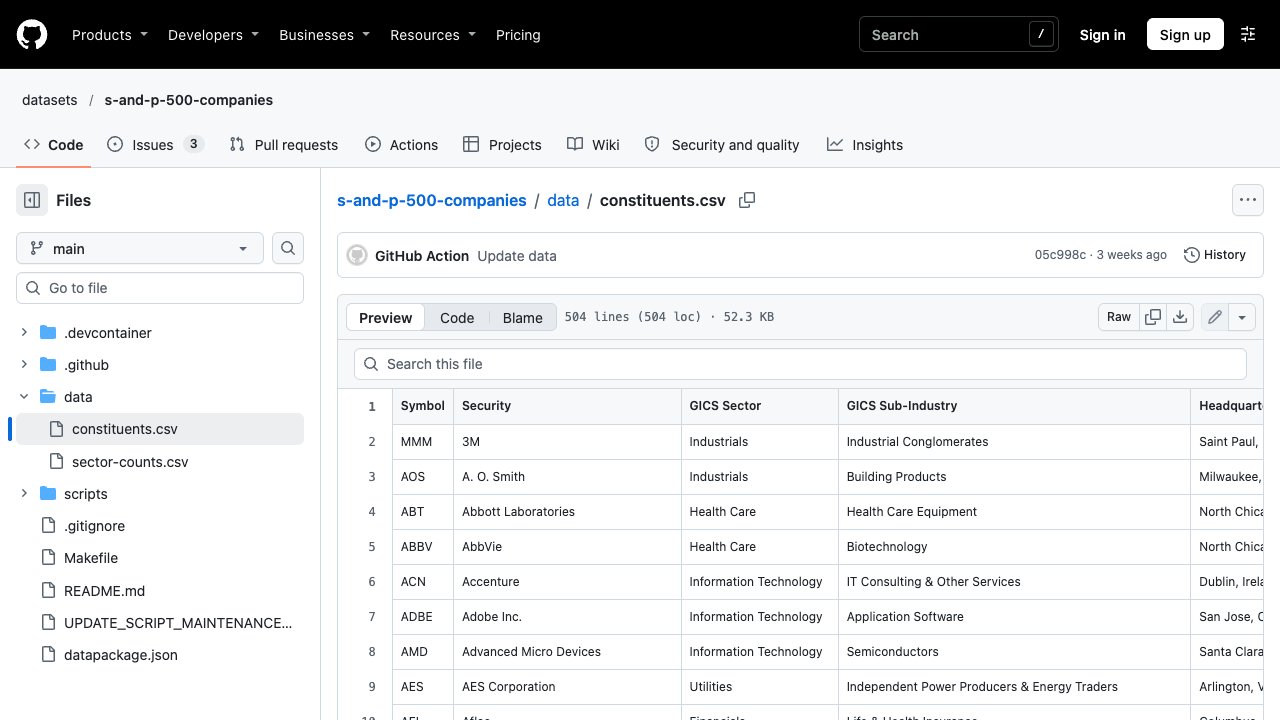 Products Developers Businesses Resources Pricing Search / Sign in Sign up
datasets / s-and-p-500-companies
Code Issues 3 Pull requests Actions Projects Wiki Security and quality Insights
Files
main
Go to file
.devcontainer
.github
data
constituents.csv
sector-counts.csv
scripts
.gitignore
Makefile
README.md
UPDATE_SCRIPT_MAINTENANCE...
datapackage.json
s-and-p-500-companies / data / constituents.csv
GitHub Action Update data 05c998c · 3 weeks ago History
Preview Code Blame 504 lines (504 loc) · 52.3 KB Raw
Search this file
1 Symbol Security GICS Sector GICS Sub-Industry Headquart
2 MMM 3M Industrials Industrial Conglomerates Saint Paul,
3 AOS A. O. Smith Industrials Building Products Milwaukee,
4 ABT Abbott Laboratories Health Care Health Care Equipment North Chic
5 ABBV AbbVie Health Care Biotechnology North Chic
6 ACN Accenture Information Technology IT Consulting & Other Services Dublin, Irel
7 ADBE Adobe Inc. Information Technology Application Software San Jose, C
8 AMD Advanced Micro Devices Information Technology Semiconductors Santa Clara
9 AES AES Corporation Utilities Independent Power Producers & Energy Traders Arlington, V